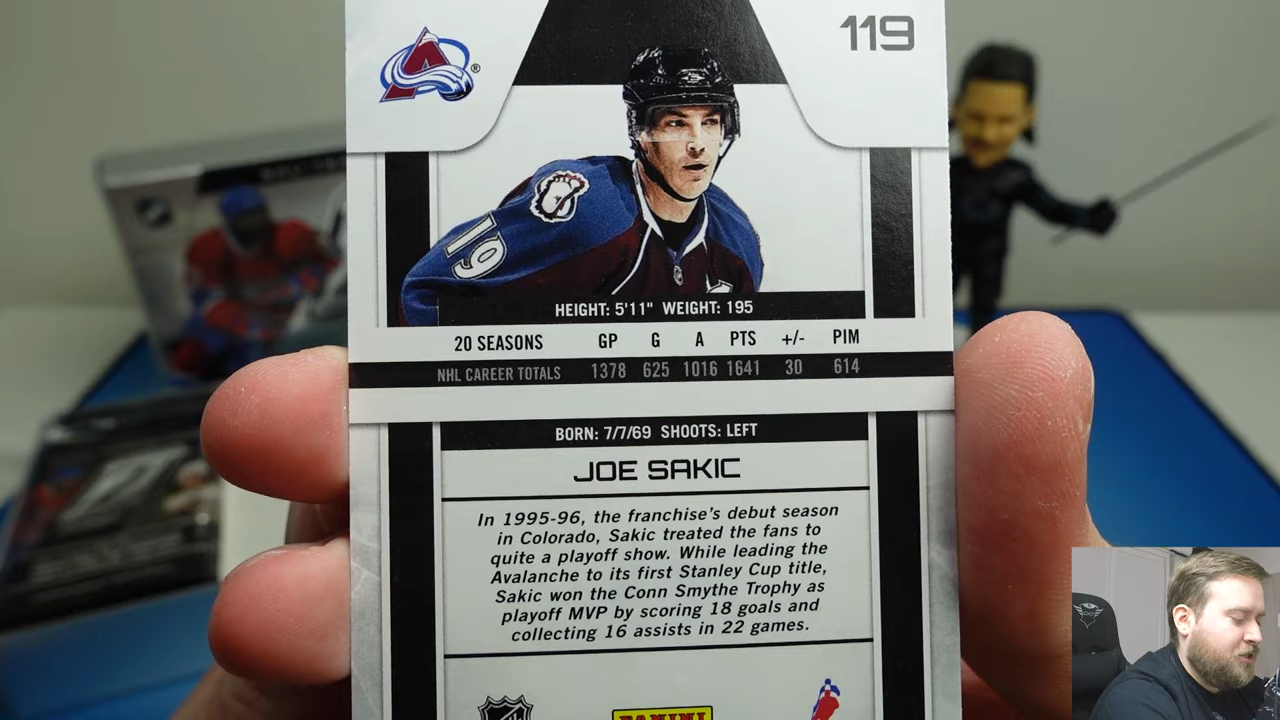 119
19
HEIGHT: 5'11" WEIGHT: 195
20 SEASONS GP G A PTS +/- PIM
NHL CAREER TOTALS 1378 625 1016 1641 30 614
BORN: 7/7/69 SHOOTS: LEFT
JOE SAKIC
In 1995-96, the franchise's debut season
in Colorado, Sakic treated the fans to
quite a playoff show. While leading the
Avalanche to its first Stanley Cup title,
Sakic won the Conn Smythe Trophy as
playoff MVP by scoring 18 goals and
collecting 16 assists in 22 games.
NHL
PANINI